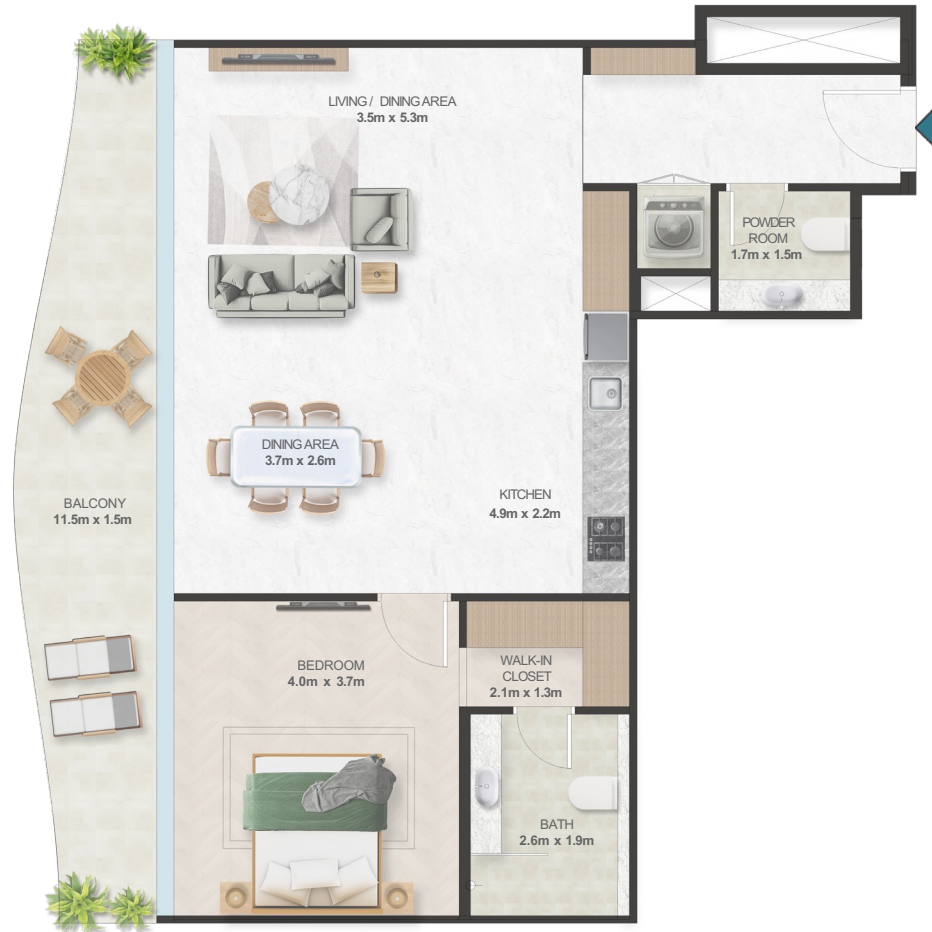 LIVING / DINING AREA
3.5m x 5.3m
POWDER
ROOM
1.7m x 1.5m
DINING AREA
3.7m x 2.6m
KITCHEN
4.9m x 2.2m
BALCONY
11.5m x 1.5m
BEDROOM
4.0m x 3.7m
WALK-IN
CLOSET
2.1m x 1.3m
BATH
2.6m x 1.9m